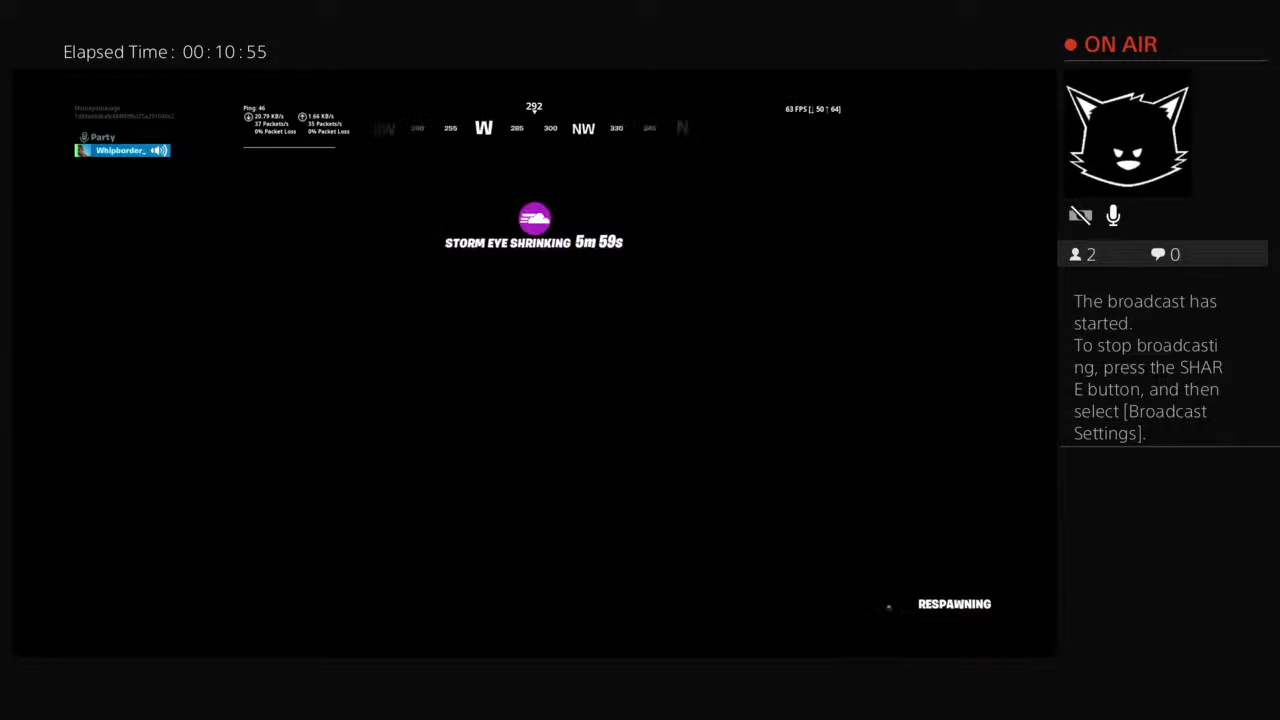 Elapsed Time: 00:10:55
ON AIR
Ping: 46
20.79 KB/s 1.66 KB/s
37 Packets/s 35 Packets/s
0% Packet Loss 0% Packet Loss
292
63 FPS [↓ 50 ↑ 64]
255 W 285 300 NW 330 345 N
Party
Whipborder_
STORM EYE SHRINKING 5m 59s
2 0
The broadcast has
started.
To stop broadcasti
ng, press the SHAR
E button, and then
select [Broadcast
Settings].
RESPAWNING